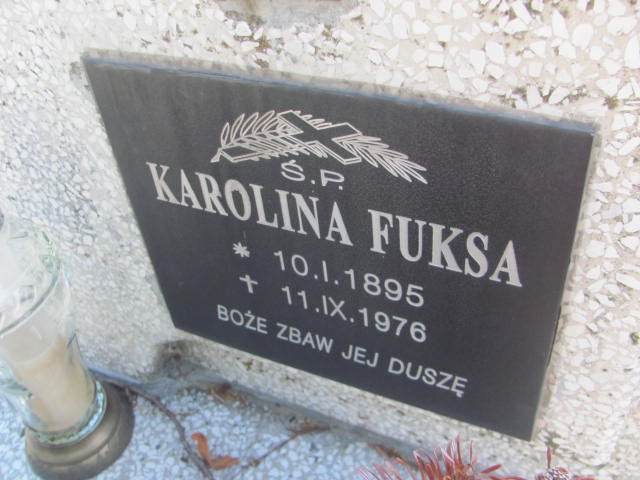 Ś.P.
KAROLINA FUKSA
* 10.I.1895
† 11.IX.1976
BOŻE ZBAW JEJ DUSZĘ